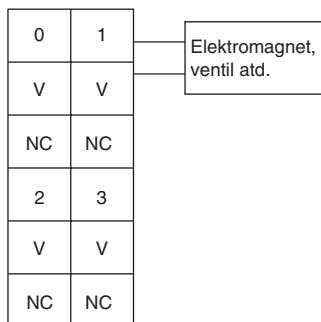 0 1
Elektromagnet,
ventil atd.
V V
NC NC
2 3
V V
NC NC